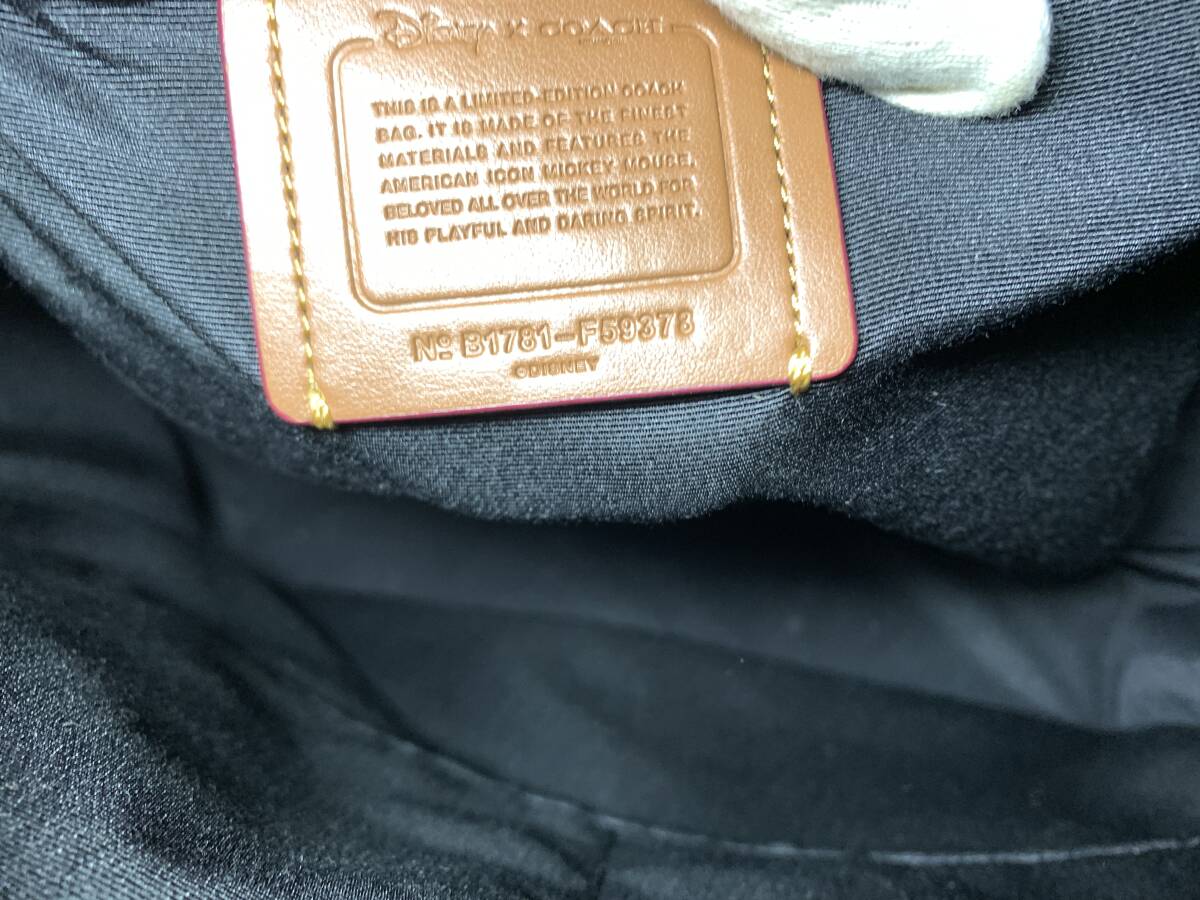 Disney X COACH
THIS IS A LIMITED-EDITION COACH
BAG. IT IS MADE OF THE FINEST
MATERIALS AND FEATURES THE
AMERICAN ICON MICKEY MOUSE,
BELOVED ALL OVER THE WORLD FOR
HIS PLAYFUL AND DARING SPIRIT.
Nº B1781-F59378
©DISNEY